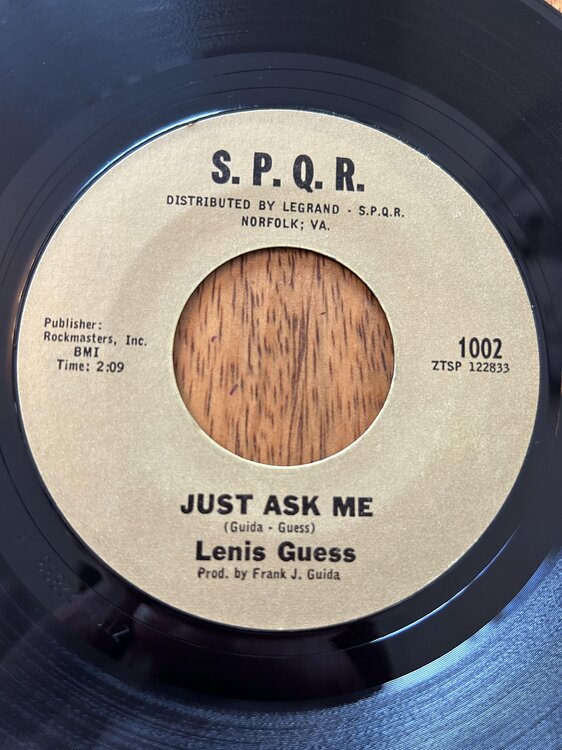 S. P. Q. R.
DISTRIBUTED BY LEGRAND - S.P.Q.R.
NORFOLK; VA.
Publisher:
Rockmasters, Inc.
BMI
Time: 2:09
1002
ZTSP 122833
JUST ASK ME
(Guida - Guess)
Lenis Guess
Prod. by Frank J. Guida